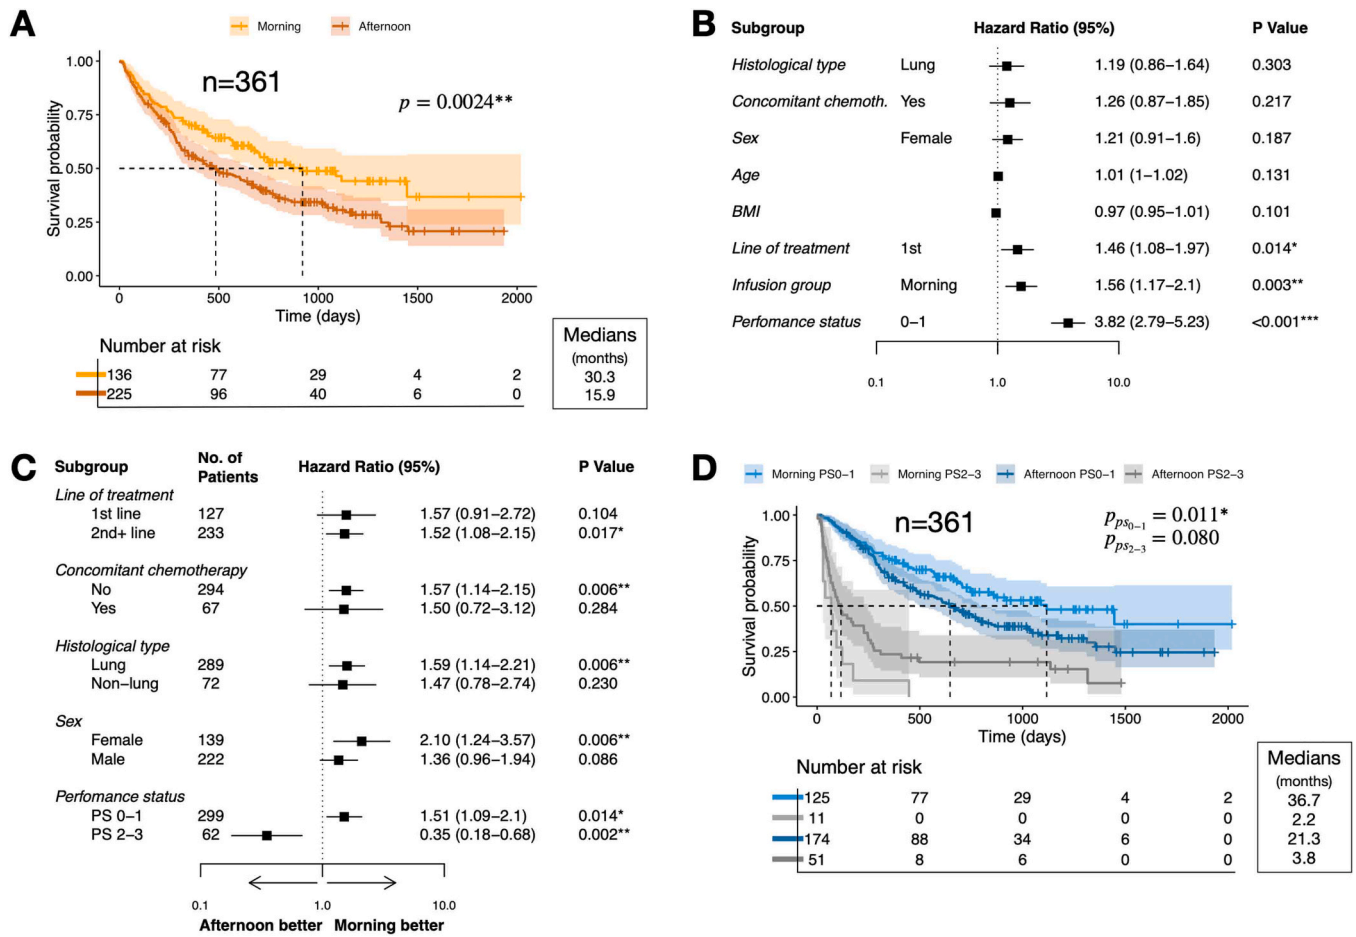 A
Morning
Afternoon
n=361
p = 0.0024**
Survival probability
1.00
0.75
0.50
0.25
0.00
0 500 1000 1500 2000
Time (days)
Number at risk
136 77 29 4 2
225 96 40 6 0
Medians
(months)
30.3
15.9
B
Subgroup Hazard Ratio (95%) P Value
Histological type Lung 1.19 (0.86–1.64) 0.303
Concomitant chemoth. Yes 1.26 (0.87–1.85) 0.217
Sex Female 1.21 (0.91–1.6) 0.187
Age 1.01 (1–1.02) 0.131
BMI 0.97 (0.95–1.01) 0.101
Line of treatment 1st 1.46 (1.08–1.97) 0.014*
Infusion group Morning 1.56 (1.17–2.1) 0.003**
Perfomance status 0–1 3.82 (2.79–5.23) <0.001***
0.1 1.0 10.0
C
Subgroup No. of Patients Hazard Ratio (95%) P Value
Line of treatment
1st line 127 1.57 (0.91–2.72) 0.104
2nd+ line 233 1.52 (1.08–2.15) 0.017*
Concomitant chemotherapy
No 294 1.57 (1.14–2.15) 0.006**
Yes 67 1.50 (0.72–3.12) 0.284
Histological type
Lung 289 1.59 (1.14–2.21) 0.006**
Non–lung 72 1.47 (0.78–2.74) 0.230
Sex
Female 139 2.10 (1.24–3.57) 0.006**
Male 222 1.36 (0.96–1.94) 0.086
Perfomance status
PS 0–1 299 1.51 (1.09–2.1) 0.014*
PS 2–3 62 0.35 (0.18–0.68) 0.002**
0.1 1.0 10.0
Afternoon better Morning better
D
Morning PS0–1
Morning PS2–3
Afternoon PS0–1
Afternoon PS2–3
n=361
p ps0−1 = 0.011*
p ps2−3 = 0.080
Survival probability
1.00
0.75
0.50
0.25
0.00
0 500 1000 1500 2000
Time (days)
Number at risk
125 77 29 4 2
11 0 0 0 0
174 88 34 6 0
51 8 6 0 0
Medians
(months)
36.7
2.2
21.3
3.8